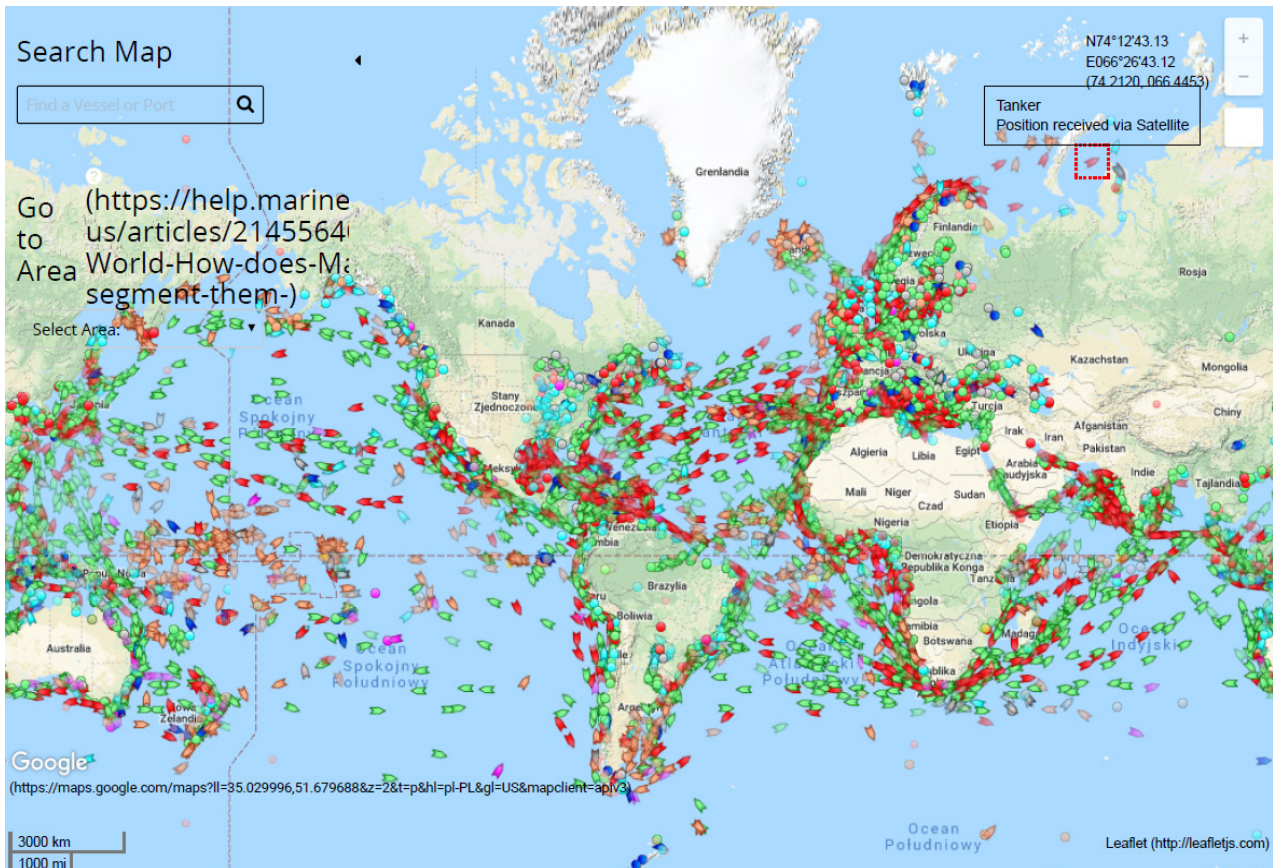 Search Map
Find a Vessel or Port
N74°12'43.13
E066°26'43.12
(74.2120, 066.4453)
+
−
Tanker
Position received via Satellite
?
Go
to
Area
(https://help.marine
us/articles/2145564
World-How-does-Ma
segment-them-)
Select Area:
Grenlandia
Finlandia
Rosja
Kanada
Kazachstan
Mongolia
Stany
Zjednoczone
Ocean
Spokojny
Turcja
Chiny
Afganistan
Irak
Iran
Pakistan
Algieria
Libia
Egipt
Arabia
Indie
Tajlandia
Mali
Niger
Czad
Sudan
Nigeria
Etiopia
Demokratyczna
Republika Konga
Brazylia
Boliwia
Botswana
Australia
Ocean
Spokojny
Południowy
Ocean
Indyjski
Zelandia
Google
(https://maps.google.com/maps?ll=35.029996,51.679688&z=2&t=p&hl=pl-PL&gl=US&mapclient=apiv3)
3000 km
1000 mi
Ocean
Południowy
Leaflet (http://leafletjs.com)